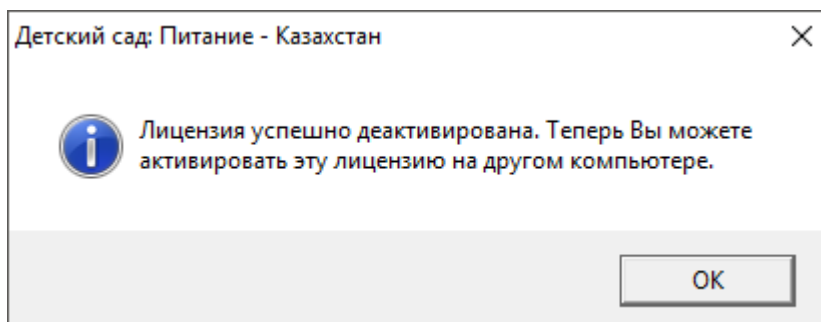 Детский сад: Питание - Казахстан
Лицензия успешно деактивирована. Теперь Вы можете
активировать эту лицензию на другом компьютере.
OK